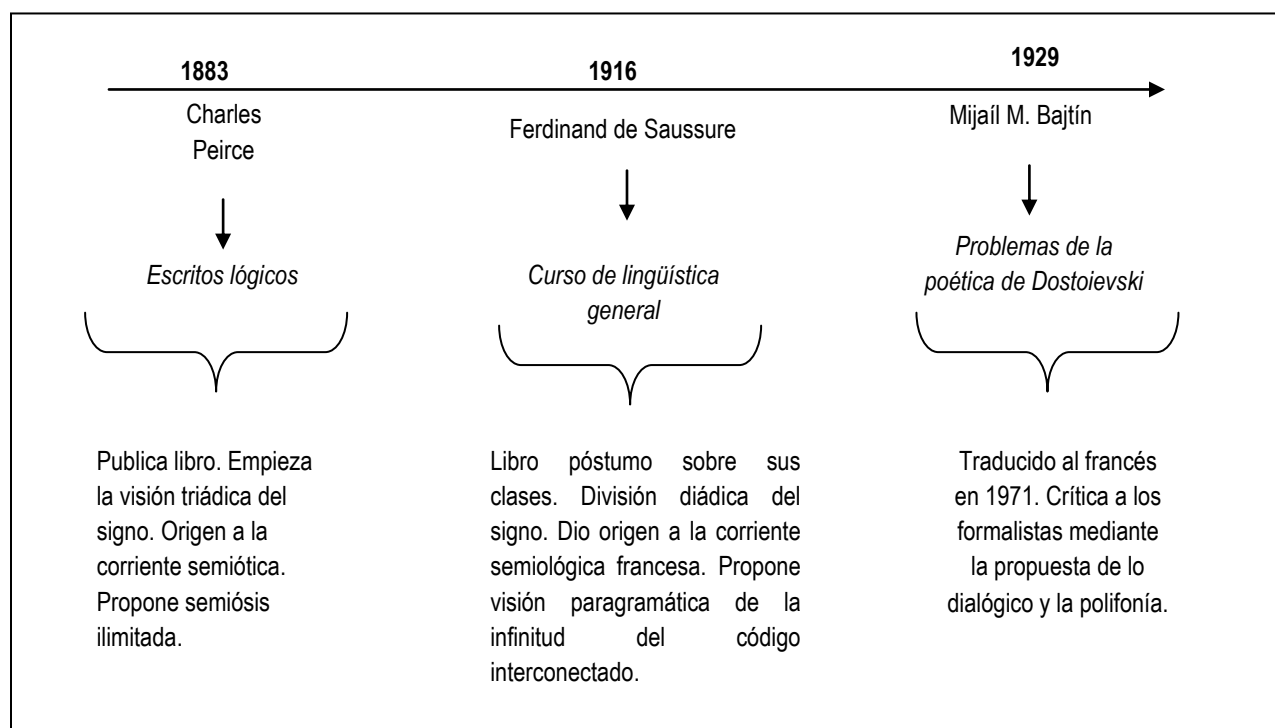 1883
Charles
Peirce
Escritos lógicos
Publica libro. Empieza
la visión triádica del
signo. Origen a la
corriente semiótica.
Propone semiósis
ilimitada.
1916
Ferdinand de Saussure
Curso de lingüística
general
Libro póstumo sobre sus
clases. División diádica del
signo. Dio origen a la corriente
semiológica francesa. Propone
visión paragramática de la
infinitud del código
interconectado.
1929
Mijaíl M. Bajtín
Problemas de la
poética de Dostoievski
Traducido al francés
en 1971. Crítica a los
formalistas mediante
la propuesta de lo
dialógico y la polifonía.